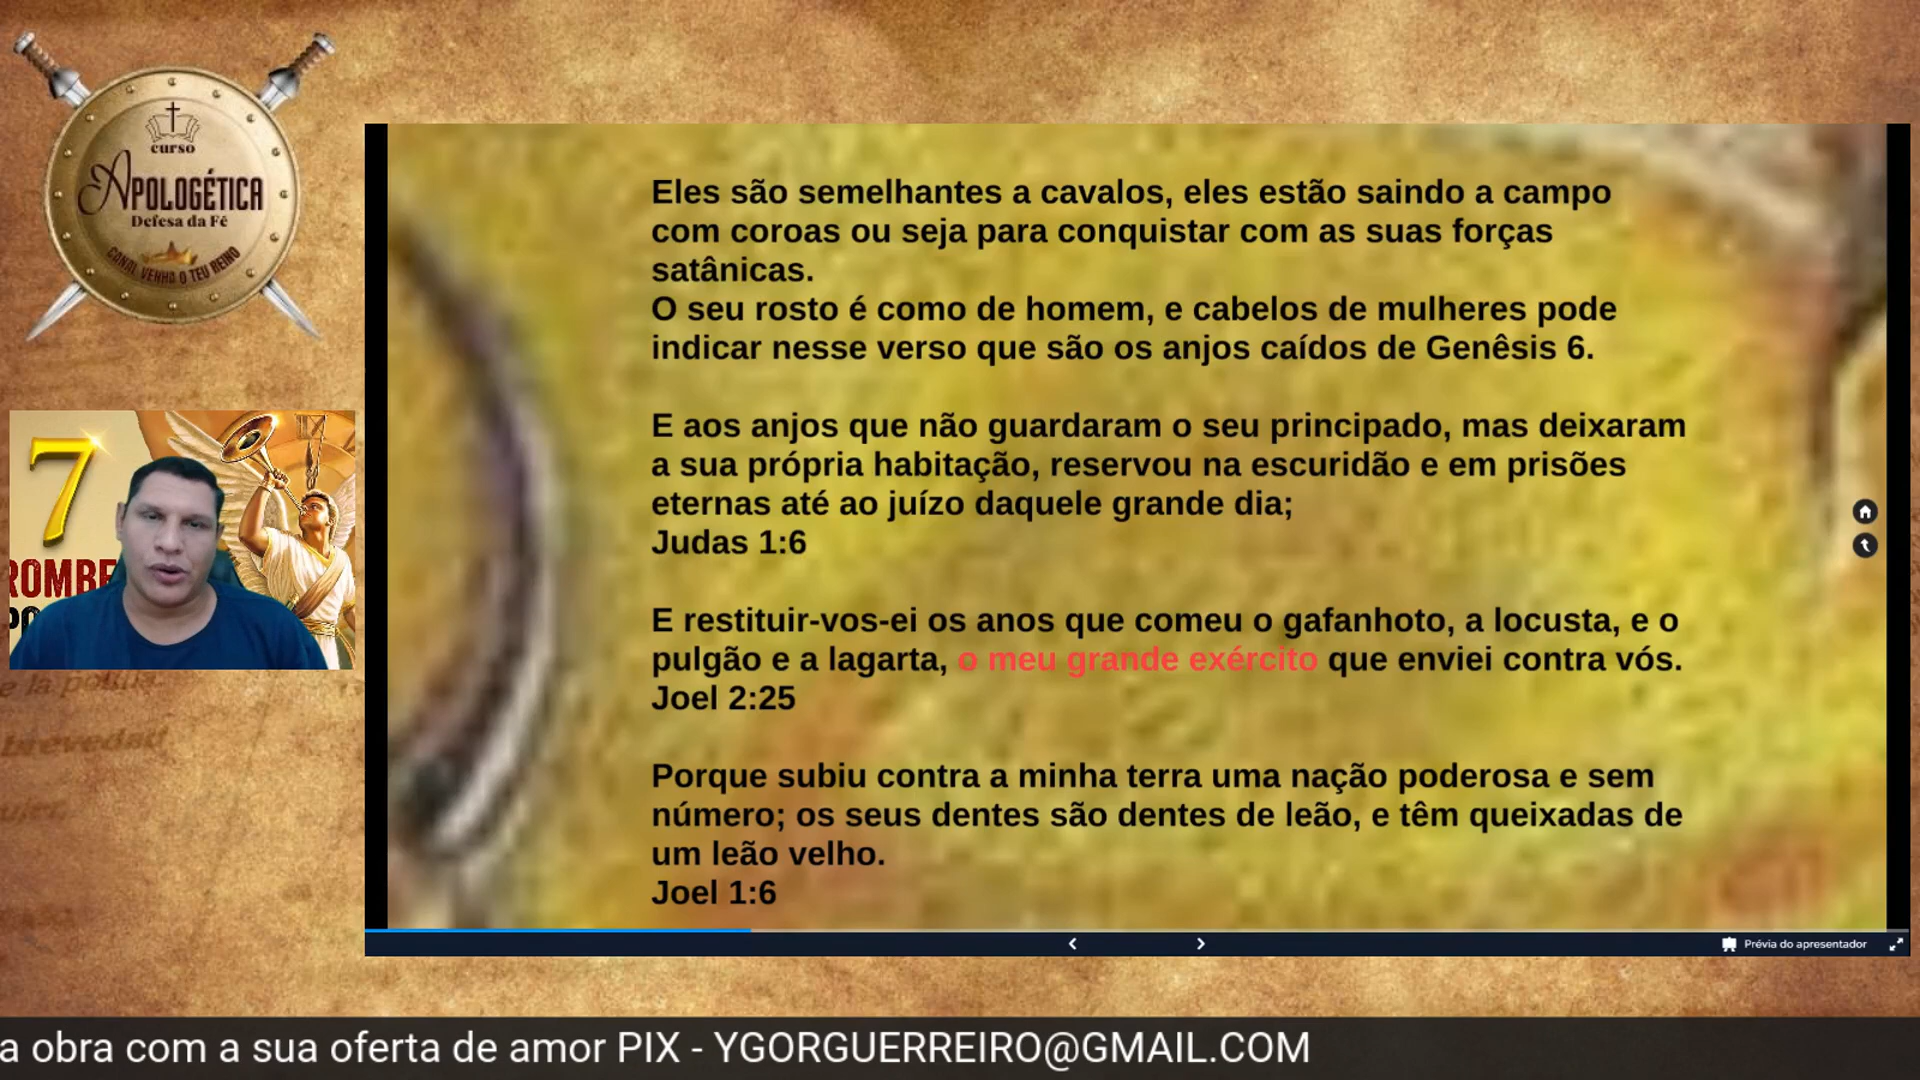 curso
APOLOGÉTICA
Defesa da Fé
CANAL VENHA O TEU REINO
7
ROMBE
PO
Eles são semelhantes a cavalos, eles estão saindo a campo
com coroas ou seja para conquistar com as suas forças
satânicas.
O seu rosto é como de homem, e cabelos de mulheres pode
indicar nesse verso que são os anjos caídos de Genêsis 6.
E aos anjos que não guardaram o seu principado, mas deixaram
a sua própria habitação, reservou na escuridão e em prisões
eternas até ao juízo daquele grande dia;
Judas 1:6
E restituir-vos-ei os anos que comeu o gafanhoto, a locusta, e o
pulgão e a lagarta, o meu grande exército que enviei contra vós.
Joel 2:25
Porque subiu contra a minha terra uma nação poderosa e sem
número; os seus dentes são dentes de leão, e têm queixadas de
um leão velho.
Joel 1:6
Prévia do apresentador
a obra com a sua oferta de amor PIX - YGORGUERREIRO@GMAIL.COM